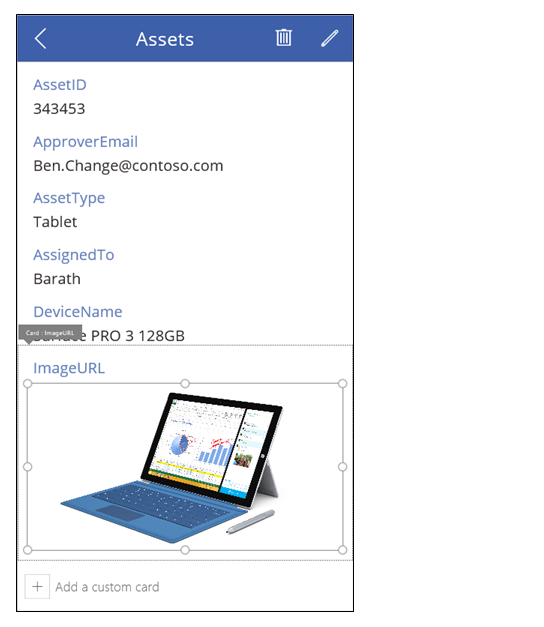 Assets
AssetID
343453
ApproverEmail
Ben.Change@contoso.com
AssetType
Tablet
AssignedTo
Barath
DeviceName
Card : ImageURL
Surface PRO 3 128GB
ImageURL
Add a custom card